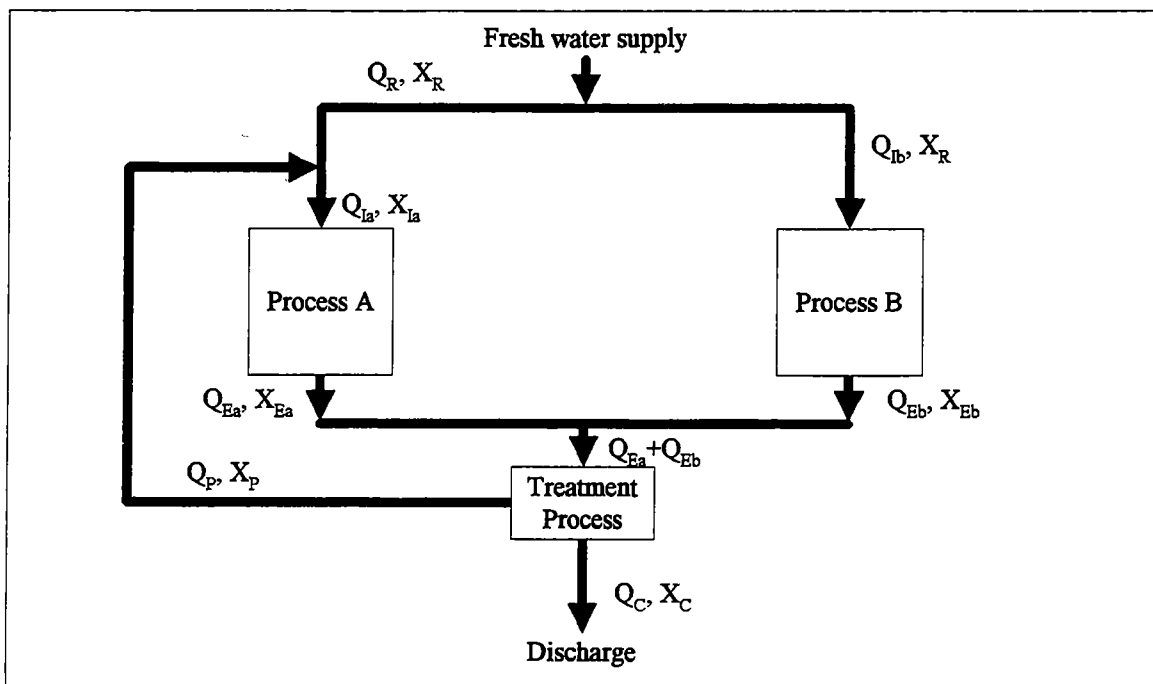 Fresh water supply
Q_R, X_R
Q_Ib, X_R
Q_Ia, X_Ia
Process A
Process B
Q_Ea, X_Ea
Q_Eb, X_Eb
Q_Ea+Q_Eb
Q_P, X_P
Treatment
Process
Q_C, X_C
Discharge